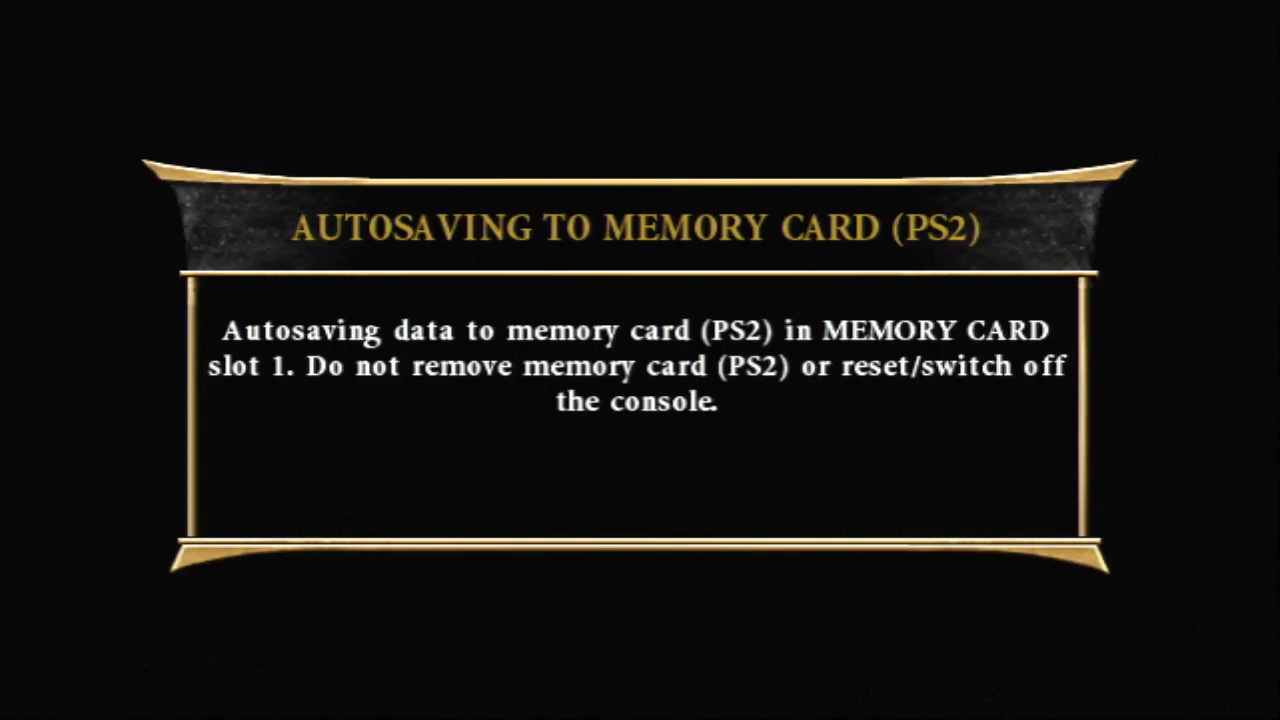 AUTOSAVING TO MEMORY CARD (PS2)
Autosaving data to memory card (PS2) in MEMORY CARD
slot 1. Do not remove memory card (PS2) or reset/switch off
the console.